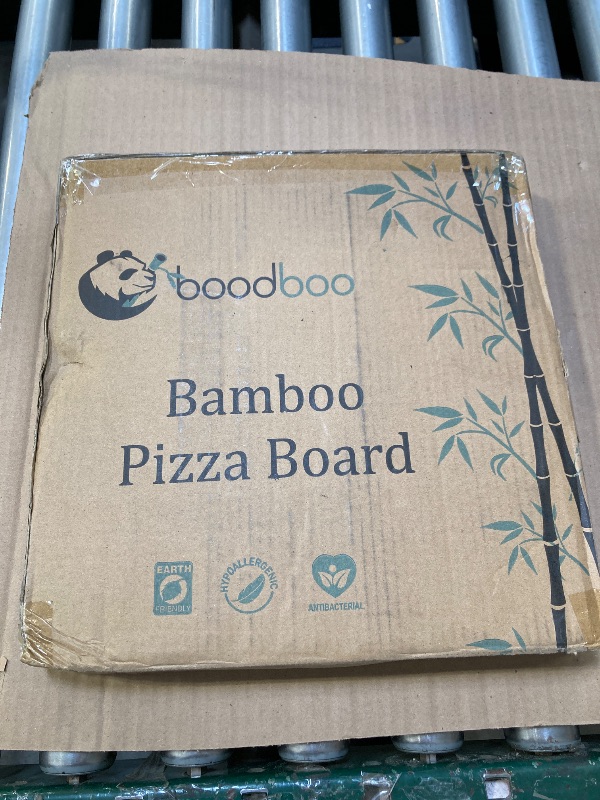 boodboo
Bamboo
Pizza Board
EARTH
FRIENDLY
HYPOALLERGENIC
ANTIBACTERIAL